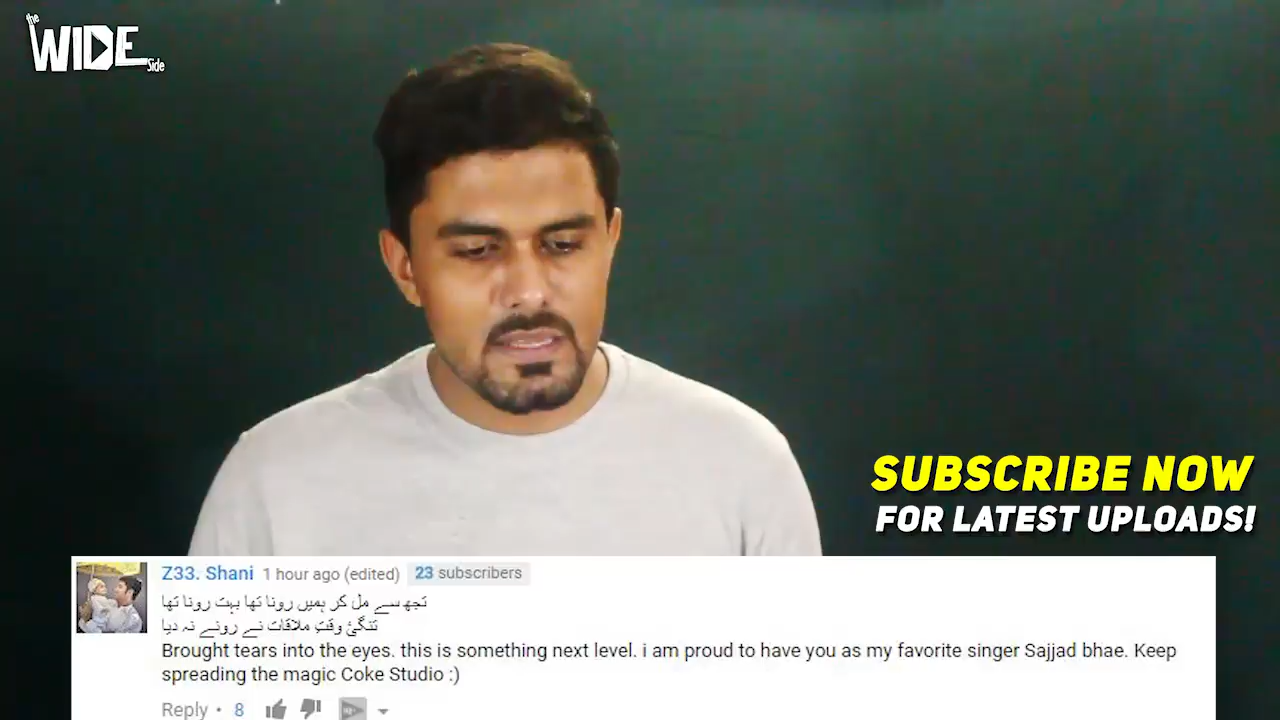 the
WIDE
Side
SUBSCRIBE NOW
FOR LATEST UPLOADS!
Z33. Shani 1 hour ago (edited) 23 subscribers
تجھ سے مل کر ہمیں رونا تھا بہت رونا تھا
تنگئ وقتِ ملاقات نے رونے نہ دیا
Brought tears into the eyes. this is something next level. i am proud to have you as my favorite singer Sajjad bhae. Keep
spreading the magic Coke Studio :)
Reply • 8